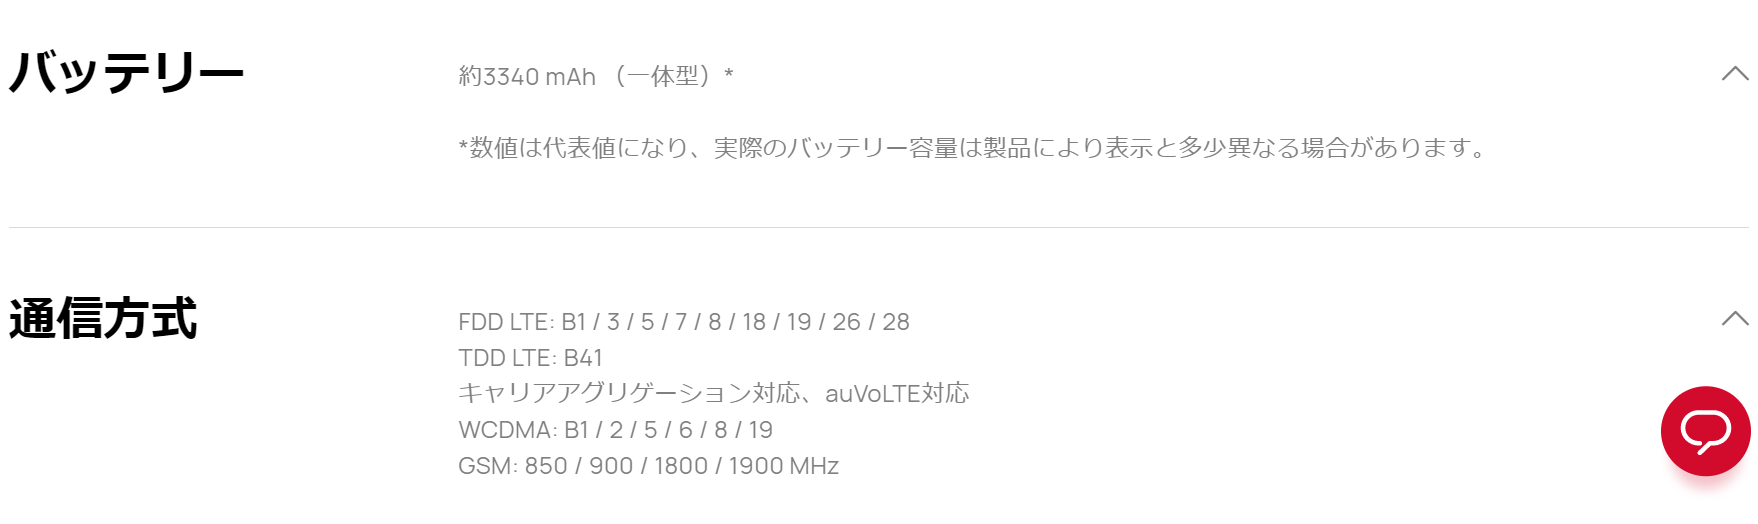 バッテリー
約3340 mAh （一体型）*
*数値は代表値になり、実際のバッテリー容量は製品により表示と多少異なる場合があります。
通信方式
FDD LTE: B1 / 3 / 5 / 7 / 8 / 18 / 19 / 26 / 28
TDD LTE: B41
キャリアアグリゲーション対応、auVoLTE対応
WCDMA: B1 / 2 / 5 / 6 / 8 / 19
GSM: 850 / 900 / 1800 / 1900 MHz